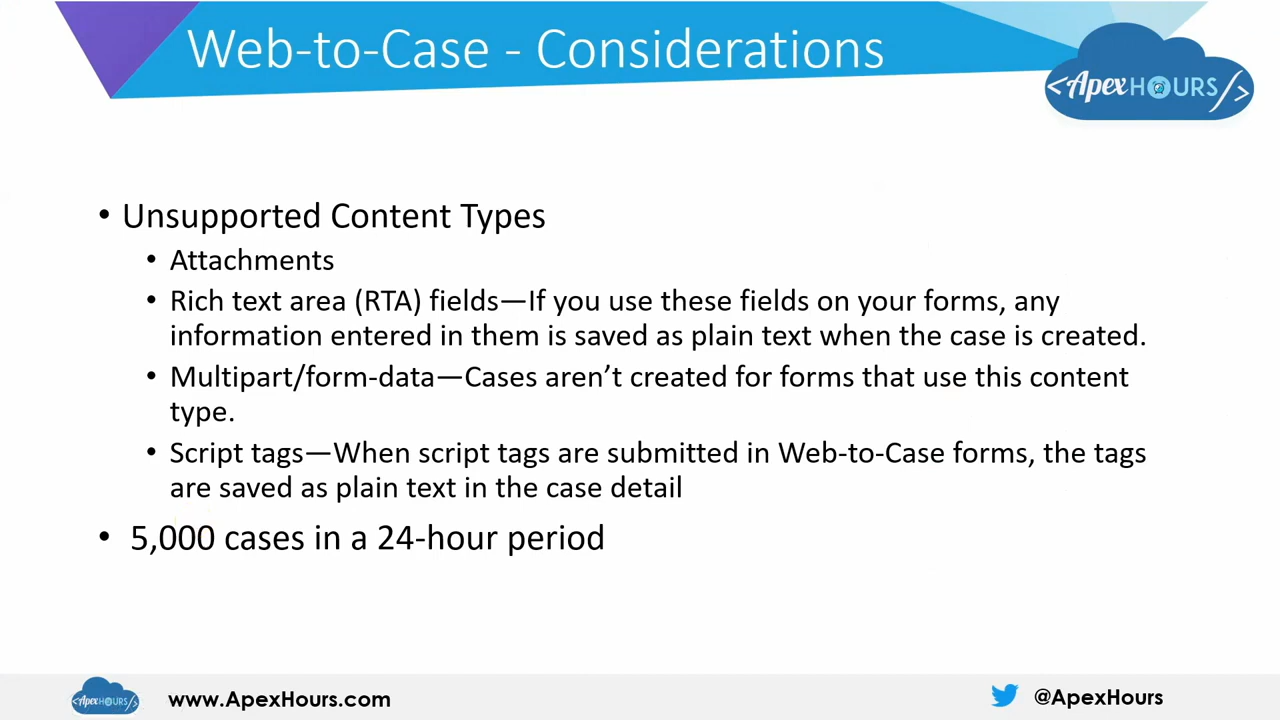 Web-to-Case - Considerations
<ApexHOURS/>
• Unsupported Content Types
• Attachments
• Rich text area (RTA) fields—If you use these fields on your forms, any
information entered in them is saved as plain text when the case is created.
• Multipart/form-data—Cases aren’t created for forms that use this content
type.
• Script tags—When script tags are submitted in Web-to-Case forms, the tags
are saved as plain text in the case detail
• 5,000 cases in a 24-hour period
<ApexHOURS/>
www.ApexHours.com
@ApexHours